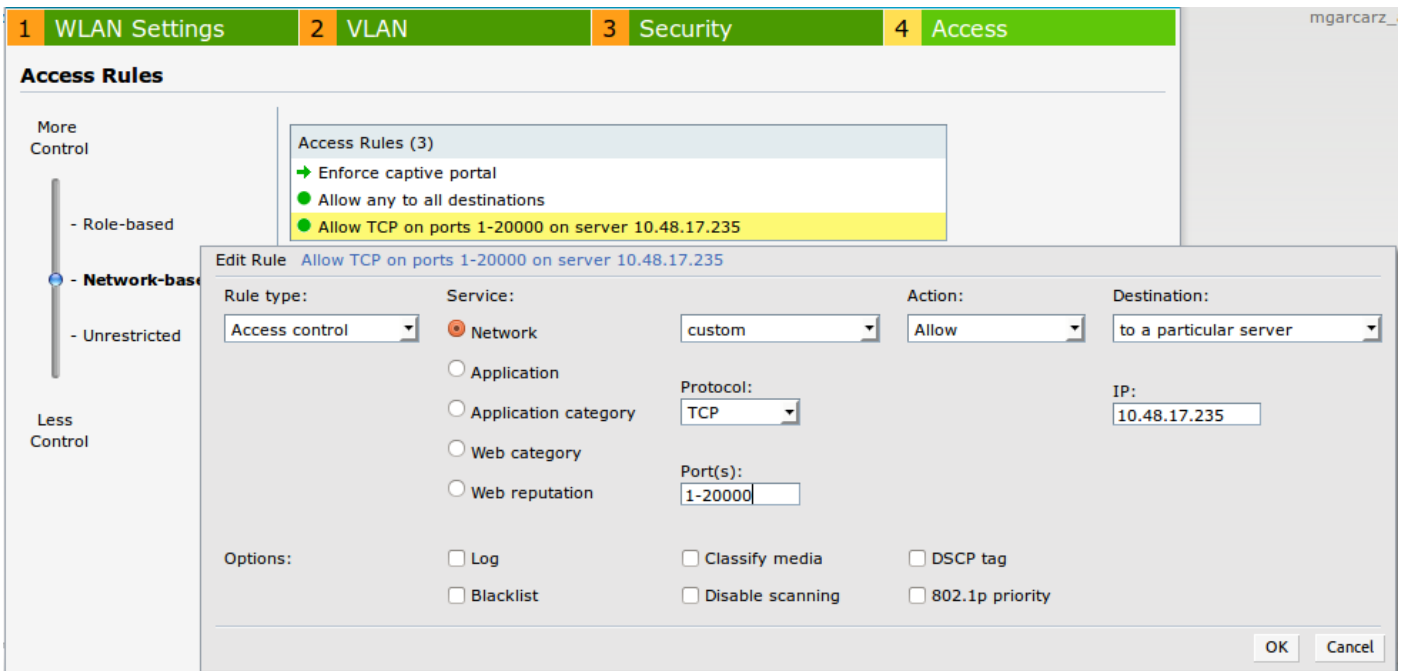 1 WLAN Settings 2 VLAN 3 Security 4 Access
mgarcarz_
Access Rules
More
Control
- Role-based
- Network-base
- Unrestricted
Less
Control
Access Rules (3)
Enforce captive portal
Allow any to all destinations
Allow TCP on ports 1-20000 on server 10.48.17.235
Edit Rule Allow TCP on ports 1-20000 on server 10.48.17.235
Rule type: Service: Action: Destination:
Access control Network custom Allow to a particular server
Application
Protocol: IP:
Application category TCP 10.48.17.235
Web category
Port(s):
Web reputation 1-20000
Options: Log Classify media DSCP tag
Blacklist Disable scanning 802.1p priority
OK Cancel